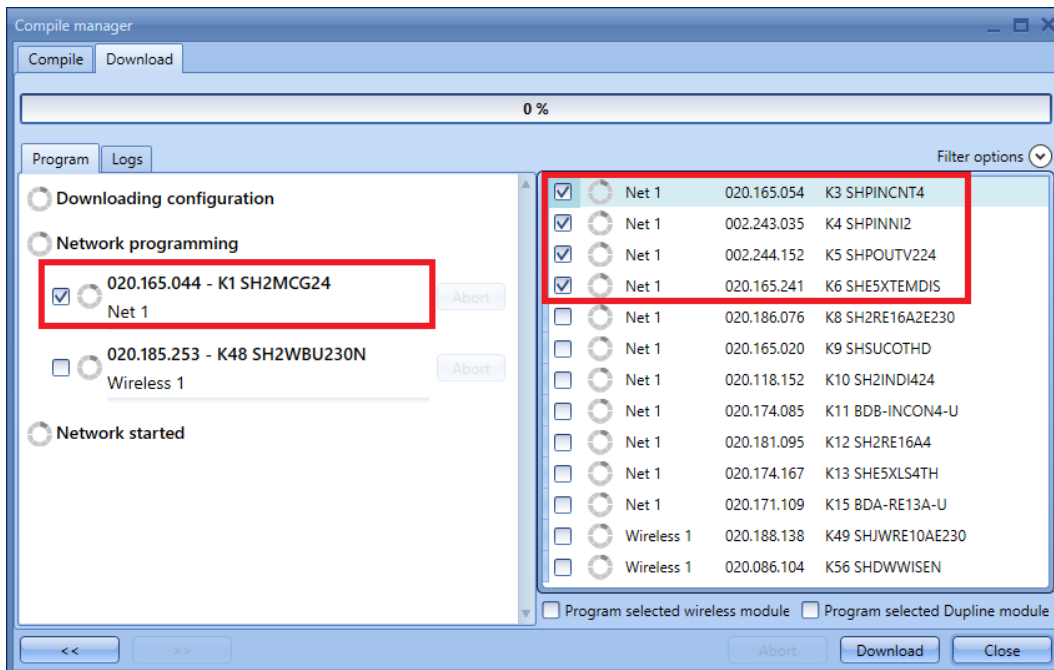 Compile manager
Compile Download
0 %
Program Logs
Filter options
Downloading configuration
Network programming
020.165.044 - K1 SH2MCG24
Net 1
Abort
020.185.253 - K48 SH2WBU230N
Wireless 1
Abort
Network started
Net 1 020.165.054 K3 SHPINCNT4
Net 1 002.243.035 K4 SHPINNI2
Net 1 002.244.152 K5 SHPOUTV224
Net 1 020.165.241 K6 SHE5XTEMDIS
Net 1 020.186.076 K8 SH2RE16A2E230
Net 1 020.165.020 K9 SHSUCOTHD
Net 1 020.118.152 K10 SH2INDI424
Net 1 020.174.085 K11 BDB-INCON4-U
Net 1 020.181.095 K12 SH2RE16A4
Net 1 020.174.167 K13 SHE5XLS4TH
Net 1 020.171.109 K15 BDA-RE13A-U
Wireless 1 020.188.138 K49 SHJWRE10AE230
Wireless 1 020.086.104 K56 SHDWWISEN
Program selected wireless module Program selected Dupline module
<< >> Abort Download Close